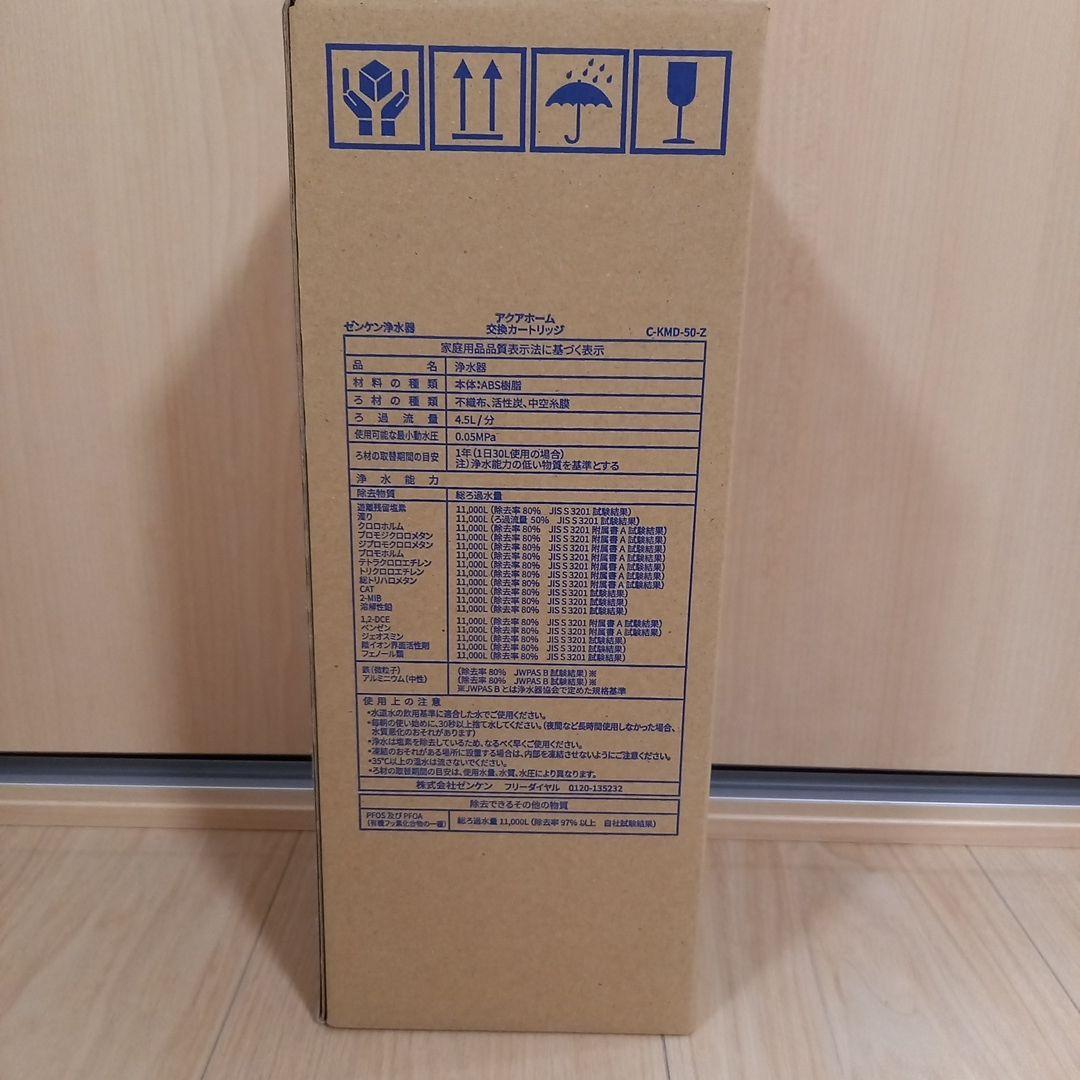 アクアホーム
ゼンケン浄水器 交換カートリッジ C-KMD-50-Z
家庭用品品質表示法に基づく表示
品名 浄水器
材料の種類 本体:ABS樹脂
ろ材の種類 不織布、活性炭、中空糸膜
ろ過流量 4.5L/分
使用可能な最小動水圧 0.05MPa
ろ材の取替期間の目安 1年(1日30L使用の場合)
注)浄水能力の低い物質を基準とする
浄水能力
除去物質 総ろ過水量
遊離残留塩素 11,000L(除去率80% JIS S 3201 試験結果)
濁り 11,000L(ろ過流量 50% JIS S 3201 試験結果)
クロロホルム 11,000L(除去率80% JIS S 3201 附属書A試験結果)
ブロモジクロロメタン 11,000L(除去率80% JIS S 3201 附属書A試験結果)
ジブロモクロロメタン 11,000L(除去率80% JIS S 3201 附属書A試験結果)
ブロモホルム 11,000L(除去率80% JIS S 3201 附属書A試験結果)
テトラクロロエチレン 11,000L(除去率80% JIS S 3201 附属書A試験結果)
トリクロロエチレン 11,000L(除去率80% JIS S 3201 附属書A試験結果)
総トリハロメタン 11,000L(除去率80% JIS S 3201 附属書A試験結果)
CAT 11,000L(除去率80% JIS S 3201 試験結果)
2-MIB 11,000L(除去率80% JIS S 3201 試験結果)
溶解性鉛 11,000L(除去率80% JIS S 3201 試験結果)
1,2-DCE 11,000L(除去率80% JIS S 3201 附属書A試験結果)
ベンゼン 11,000L(除去率80% JIS S 3201 附属書A試験結果)
ジェオスミン 11,000L(除去率80% JIS S 3201 試験結果)
陰イオン界面活性剤 11,000L(除去率80% JIS S 3201 試験結果)
フェノール類 11,000L(除去率80% JIS S 3201 試験結果)
鉄(微粒子) (除去率80% JWPAS B 試験結果)※
アルミニウム(中性) (除去率80% JWPAS B 試験結果)※
※JWPAS B とは浄水器協会で定めた規格基準
使用上の注意
•水道水の飲用基準に適合した水でご使用ください。
•毎朝の使い始めに、30秒以上捨て水してください。(夜間など長時間使用しなかった場合、
水質悪化のおそれがあります)
•浄水は塩素を除去しているため、なるべく早くご使用ください。
•凍結のおそれがある場所に設置する場合は、内部を凍結させないようにご注意ください。
•35℃以上の温水は流さないでください。
•ろ材の取替期間の目安は、使用水量、水質、水圧により異なります。
株式会社ゼンケン フリーダイヤル 0120-135232
除去できるその他の物質
PFOS 及び PFOA
(有機フッ素化合物の一種) 総ろ過水量 11,000L(除去率97%以上 自社試験結果)